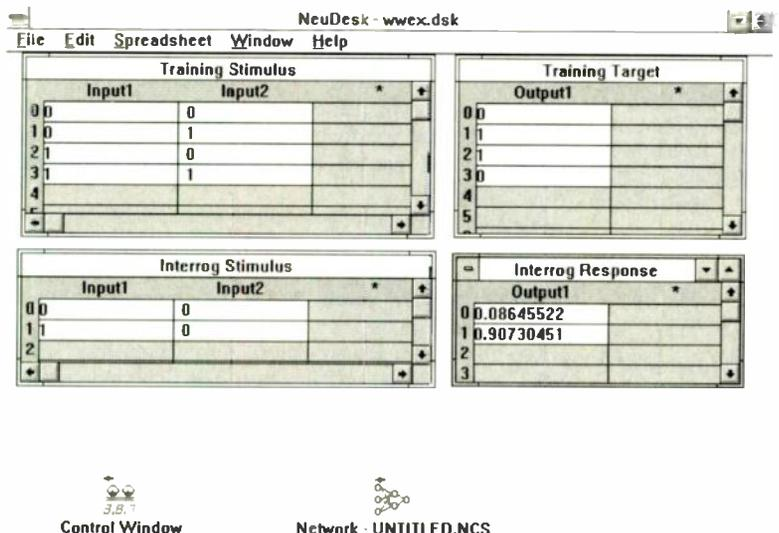 NeuDesk - wwex.dsk
File Edit Spreadsheet Window Help
Training Stimulus
Input1 Input2 *
0 0 0
1 0 1
2 1 0
3 1 1
4
5
Training Target
Output1 *
0 0
1 1
2 1
3 0
4
5
Interrog Stimulus
Input1 Input2 *
0 0 0
1 1 0
2
Interrog Response
Output1 *
0 0.08645522
1 0.90730451
2
3
Control Window
Network - UNTITLED.NCS